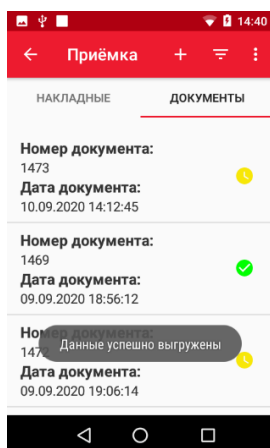 14:40
Приёмка
НАКЛАДНЫЕ
ДОКУМЕНТЫ
Номер документа:
1473
Дата документа:
10.09.2020 14:12:45
Номер документа:
1469
Дата документа:
09.09.2020 18:56:12
Данные успешно выгружены
Дата документа:
09.09.2020 19:06:14